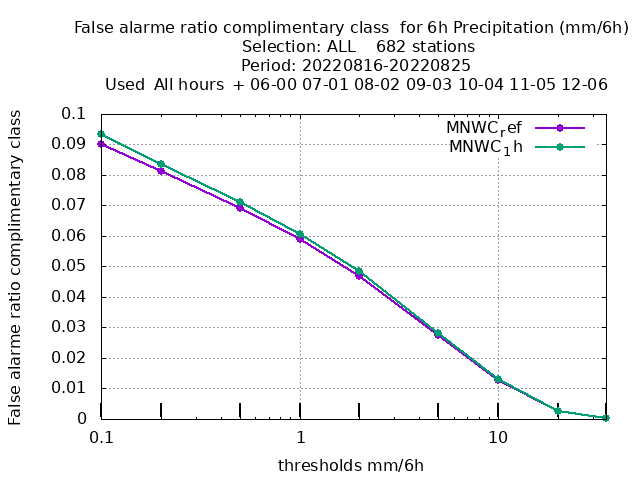 False alarme ratio complimentary class  for 6h Precipitation (mm/6h)
Selection: ALL    682 stations
Period: 20220816-20220825
Used  All hours  + 06-00 07-01 08-02 09-03 10-04 11-05 12-06
False alarme ratio complimentary class
0.1
0.09
0.08
0.07
0.06
0.05
0.04
0.03
0.02
0.01
0
MNWCref
MNWC1h
0.1
1
10
thresholds mm/6h